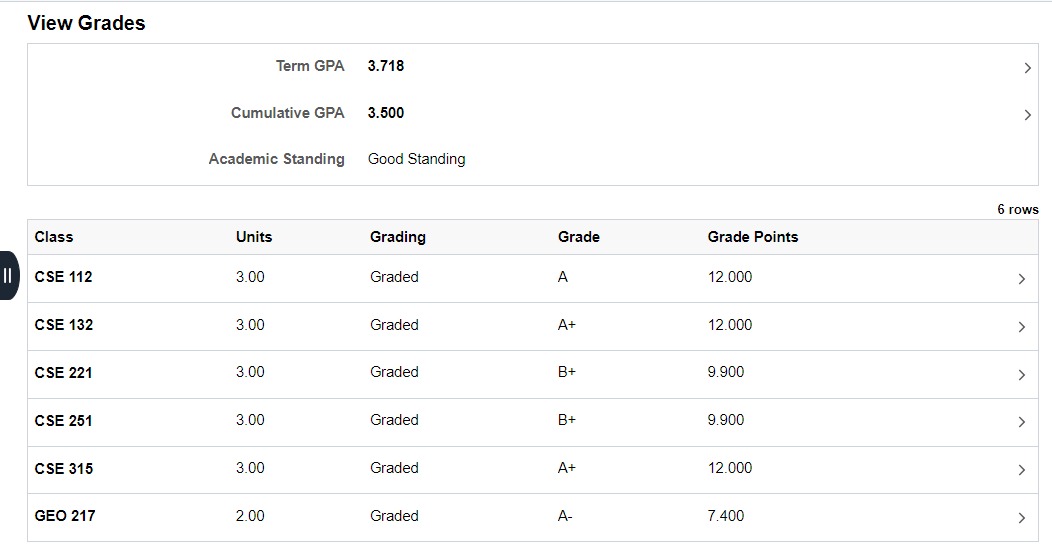 View Grades
Term GPA 3.718
Cumulative GPA 3.500
Academic Standing Good Standing
6 rows
Class Units Grading Grade Grade Points
CSE 112 3.00 Graded A 12.000
CSE 132 3.00 Graded A+ 12.000
CSE 221 3.00 Graded B+ 9.900
CSE 251 3.00 Graded B+ 9.900
CSE 315 3.00 Graded A+ 12.000
GEO 217 2.00 Graded A- 7.400